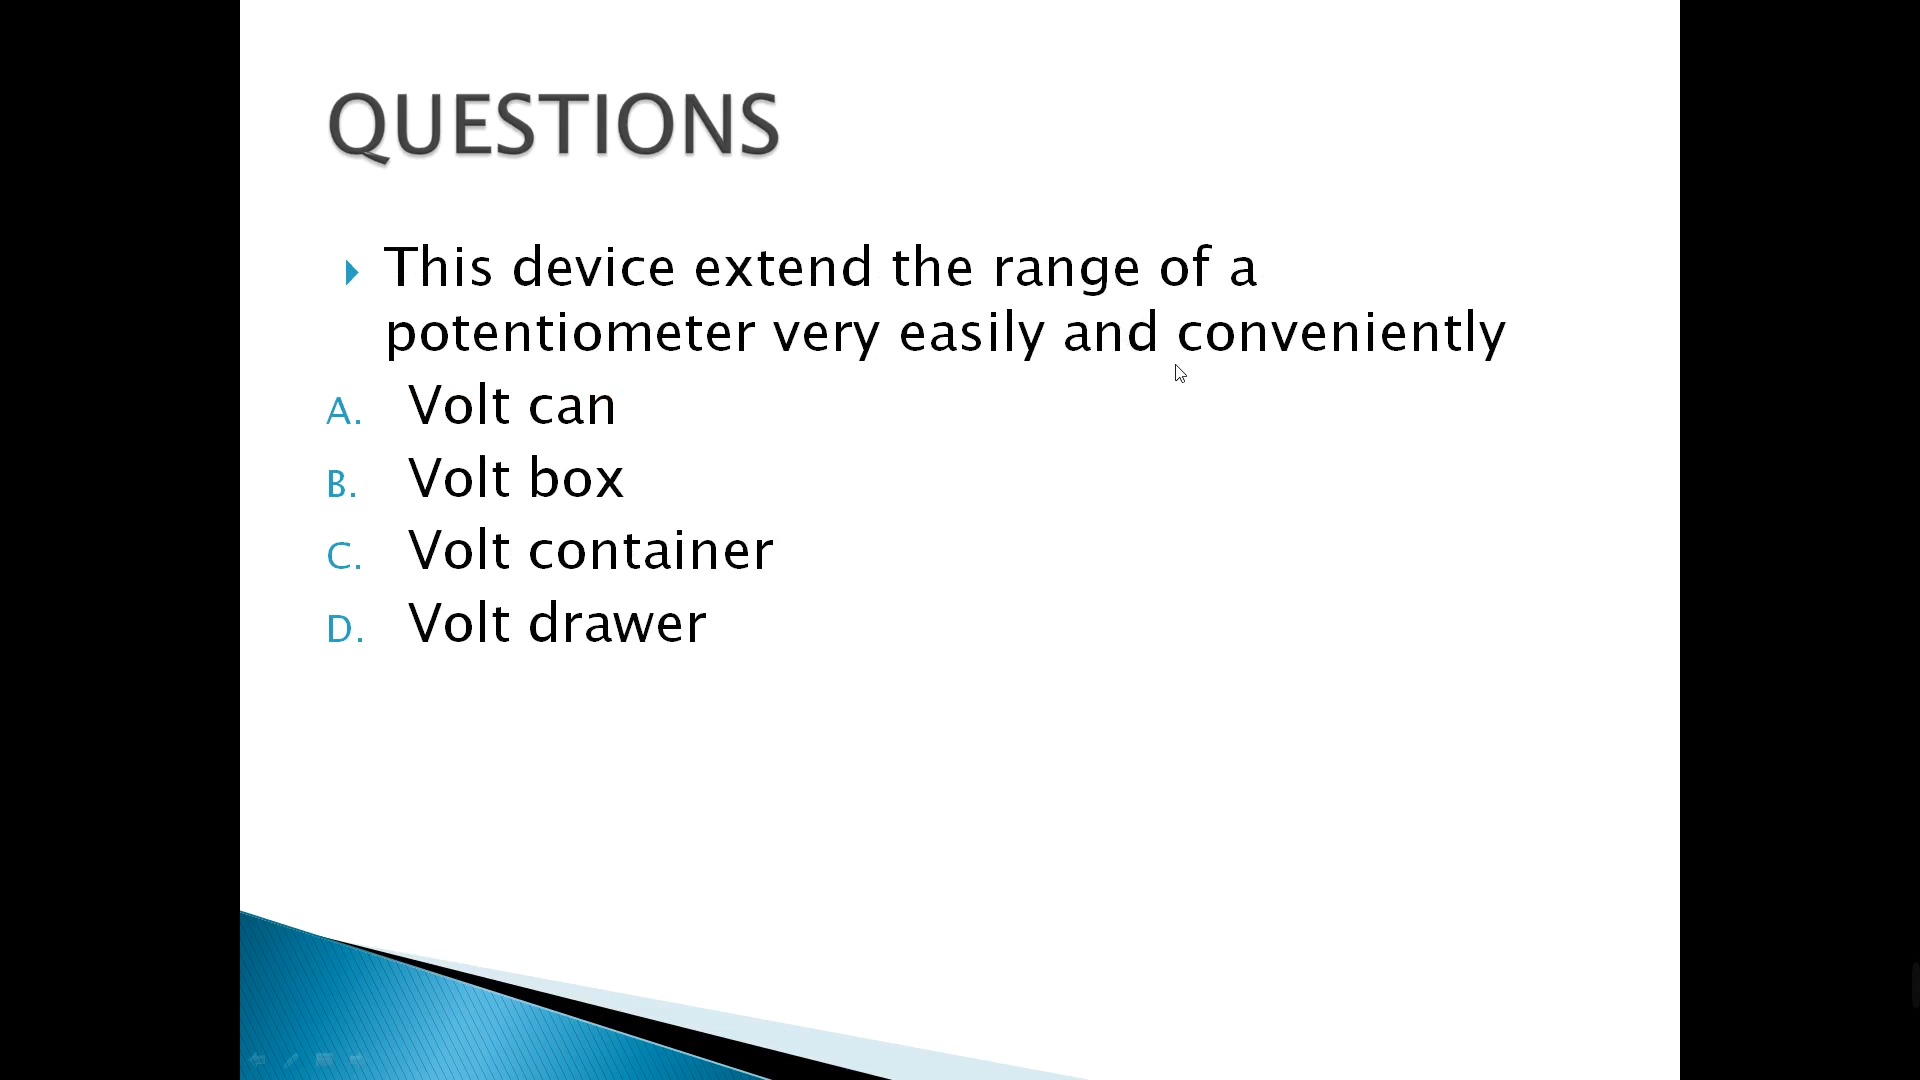 QUESTIONS
This device extend the range of a
potentiometer very easily and conveniently
A. Volt can
B. Volt box
C. Volt container
D. Volt drawer